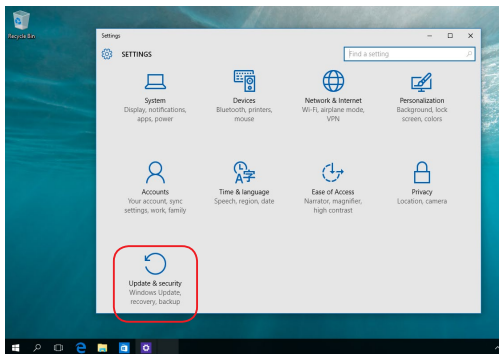 Recycle Bin
Settings
SETTINGS
Find a setting
System
Display, notifications,
apps, power
Devices
Bluetooth, printers,
mouse
Network & Internet
Wi-Fi, airplane mode,
VPN
Personalization
Background, lock
screen, colors
Accounts
Your account, sync
settings, work, family
Time & language
Speech, region, date
Ease of Access
Narrator, magnifier,
high contrast
Privacy
Location, camera
Update & security
Windows Update,
recovery, backup